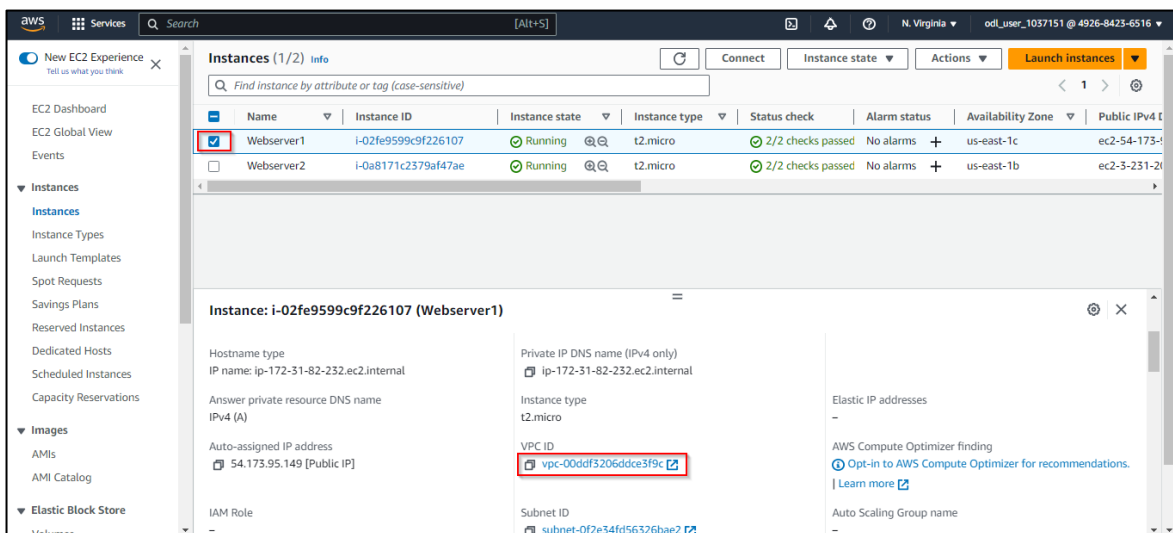 aws Services Search [Alt+S] N. Virginia odl_user_1037151 @ 4926-8423-6516
New EC2 Experience
Tell us what you think
EC2 Dashboard
EC2 Global View
Events
Instances
Instances
Instance Types
Launch Templates
Spot Requests
Savings Plans
Reserved Instances
Dedicated Hosts
Scheduled Instances
Capacity Reservations
Images
AMIs
AMI Catalog
Elastic Block Store
Volumes
Instances (1/2) Info Connect Instance state Actions Launch instances
Find instance by attribute or tag (case-sensitive) 1
Name Instance ID Instance state Instance type Status check Alarm status Availability Zone Public IPv4 D
Webserver1 i-02fe9599c9f226107 Running t2.micro 2/2 checks passed No alarms + us-east-1c ec2-54-173-9
Webserver2 i-0a8171c2379af47ae Running t2.micro 2/2 checks passed No alarms + us-east-1b ec2-3-231-20
Instance: i-02fe9599c9f226107 (Webserver1)
Hostname type
IP name: ip-172-31-82-232.ec2.internal
Private IP DNS name (IPv4 only)
ip-172-31-82-232.ec2.internal
Answer private resource DNS name
IPv4 (A)
Instance type
t2.micro
Elastic IP addresses
–
Auto-assigned IP address
54.173.95.149 [Public IP]
VPC ID
vpc-00ddf3206ddce3f9c
AWS Compute Optimizer finding
Opt-in to AWS Compute Optimizer for recommendations.
| Learn more
IAM Role
–
Subnet ID
subnet-0f2e34fd56326bae2
Auto Scaling Group name
–